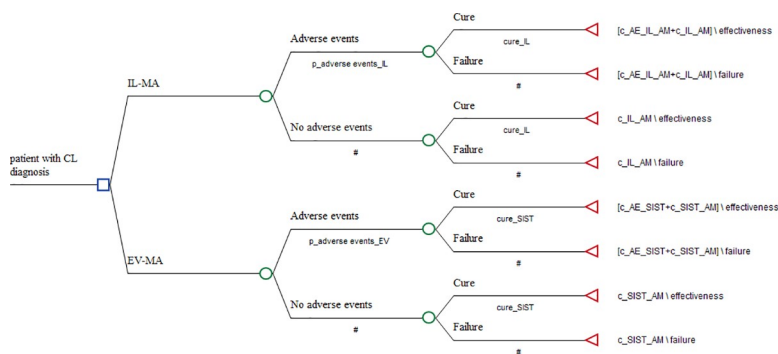 Cure
[c_AE_IL_AM+c_IL_AM] \ effectiveness
cure_IL
Adverse events
p_adverse events_IL
Failure
[c_AE_IL_AM+c_IL_AM] \ failure
#
IL-MA
Cure
c_IL_AM \ effectiveness
cure_IL
No adverse events
#
Failure
c_IL_AM \ failure
#
patient with CL
diagnosis
Cure
[c_AE_SIST+c_SIST_AM] \ effectiveness
cure_SIST
Adverse events
p_adverse events_EV
Failure
[c_AE_SIST+c_SIST_AM] \ failure
#
EV-MA
Cure
c_SIST_AM \ effectiveness
cure_SIST
No adverse events
#
Failure
c_SIST_AM \ failure
#